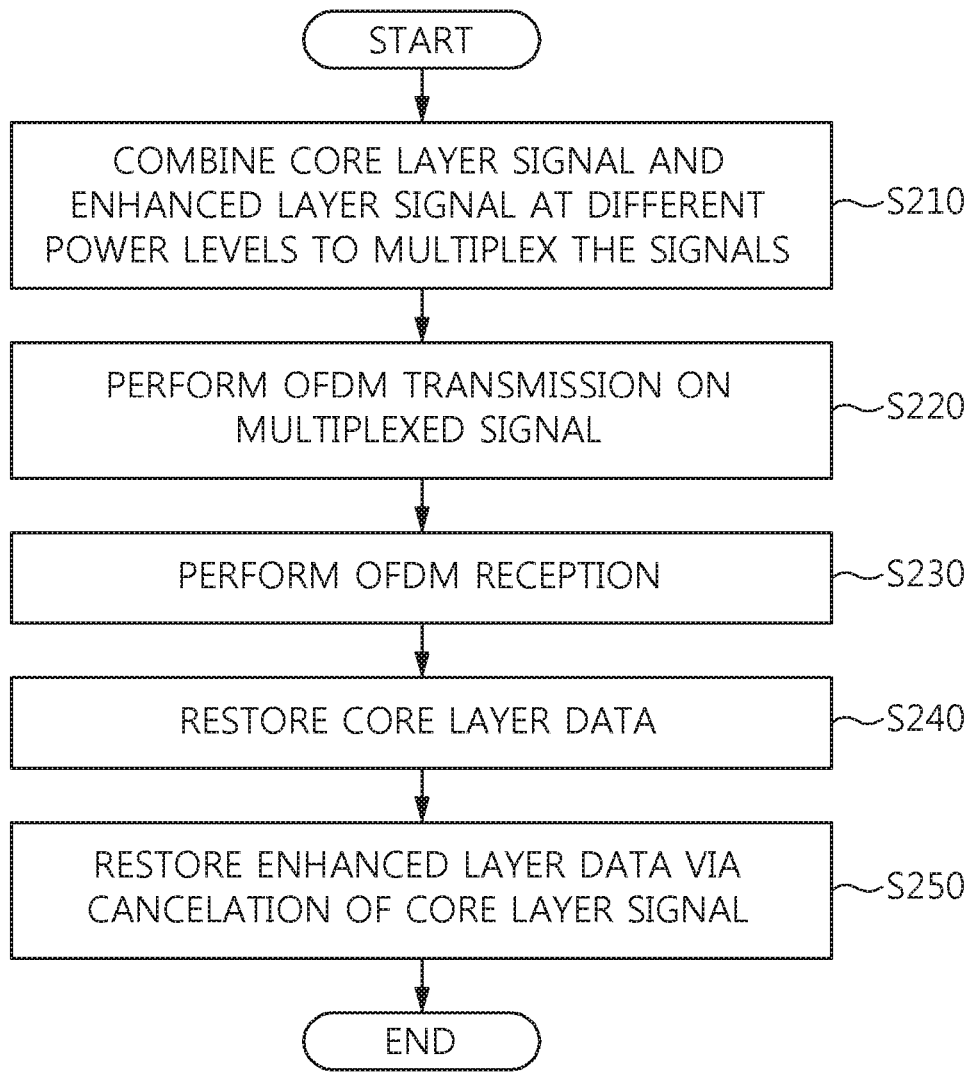 START
COMBINE CORE LAYER SIGNAL AND
ENHANCED LAYER SIGNAL AT DIFFERENT
POWER LEVELS TO MULTIPLEX THE SIGNALS
S210
PERFORM OFDM TRANSMISSION ON
MULTIPLEXED SIGNAL
S220
PERFORM OFDM RECEPTION
S230
RESTORE CORE LAYER DATA
S240
RESTORE ENHANCED LAYER DATA VIA
CANCELATION OF CORE LAYER SIGNAL
S250
END